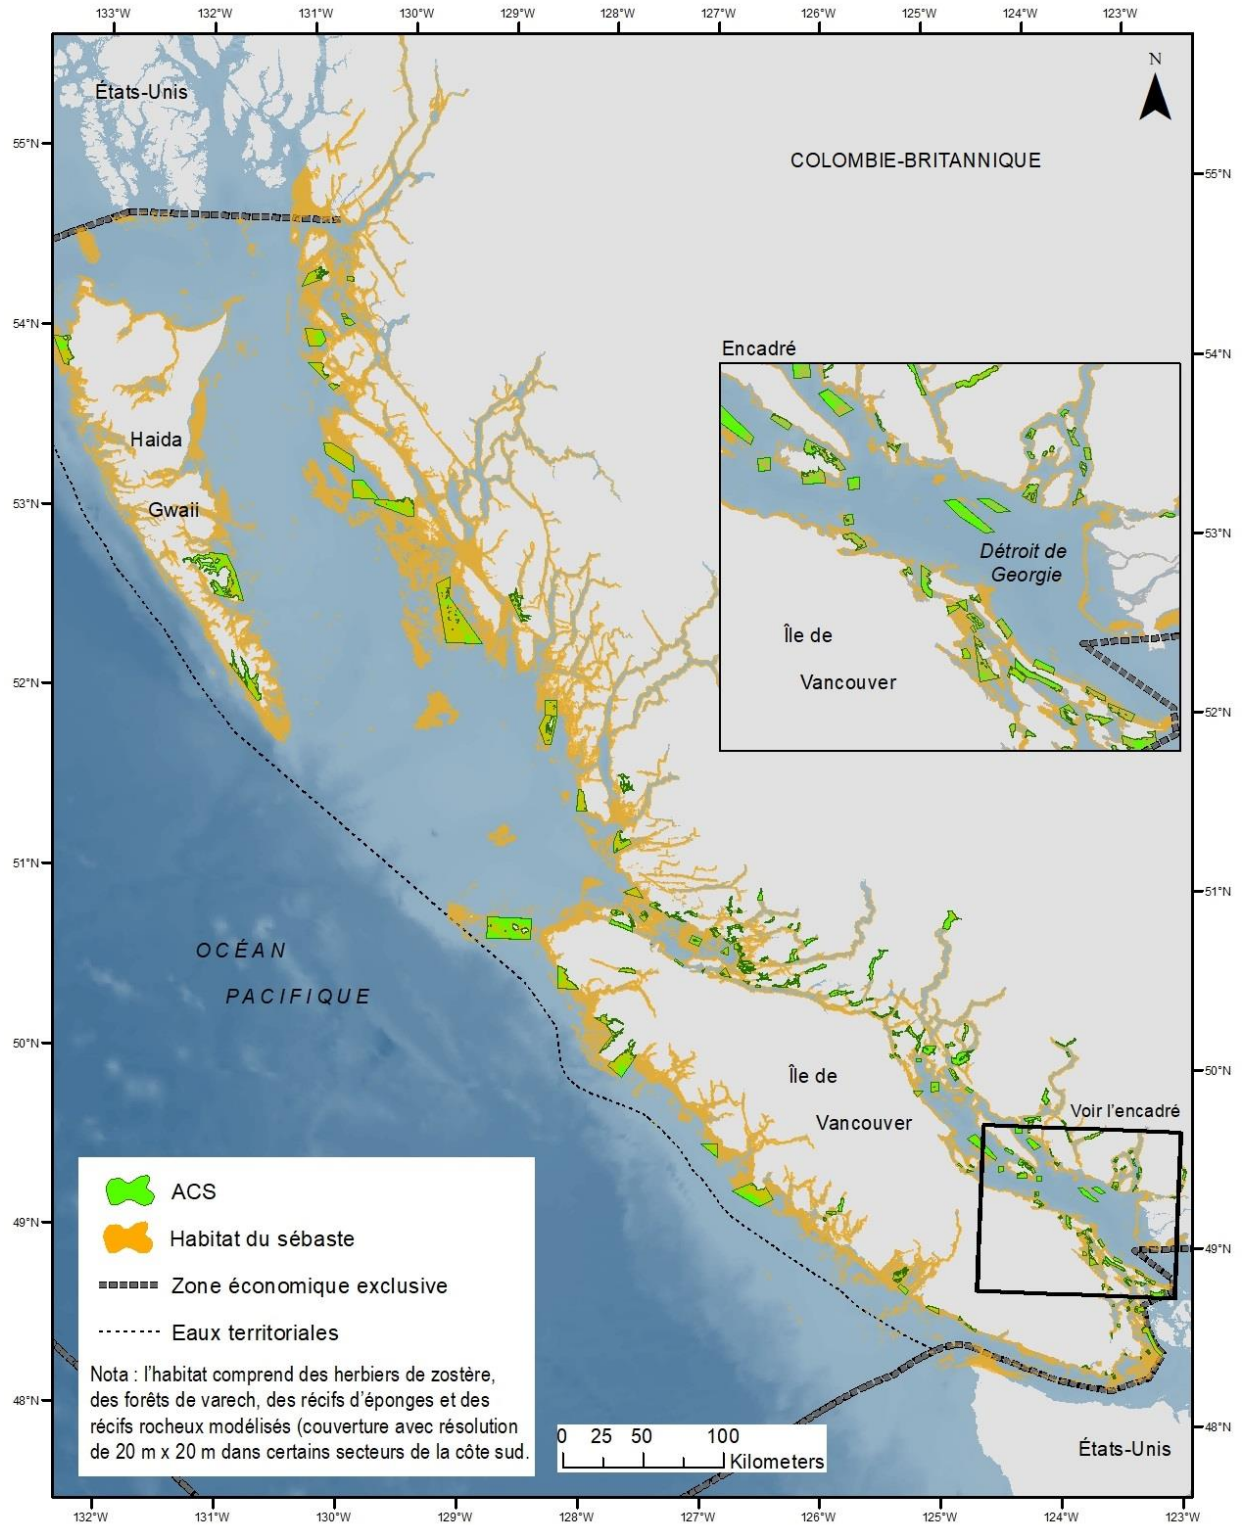 133°W 132°W 131°W 130°W 129°W 128°W 127°W 126°W 125°W 124°W 123°W
N
États-Unis
COLOMBIE-BRITANNIQUE
55°N
55°N
54°N
54°N
Encadré
Haida
Gwaii
53°N
53°N
Détroit de
Georgie
Île de
Vancouver
52°N
52°N
51°N
51°N
OCÉAN
PACIFIQUE
50°N
50°N
Île de
Vancouver
Voir l'encadré
49°N
49°N
ACS
Habitat du sébaste
Zone économique exclusive
Eaux territoriales
Nota : l'habitat comprend des herbiers de zostère,
des forêts de varech, des récifs d'éponges et des
récifs rocheux modélisés (couverture avec résolution
de 20 m x 20 m dans certains secteurs de la côte sud.
48°N
48°N
0 25 50 100
Kilometers
États-Unis
132°W 131°W 130°W 129°W 128°W 127°W 126°W 125°W 124°W 123°W